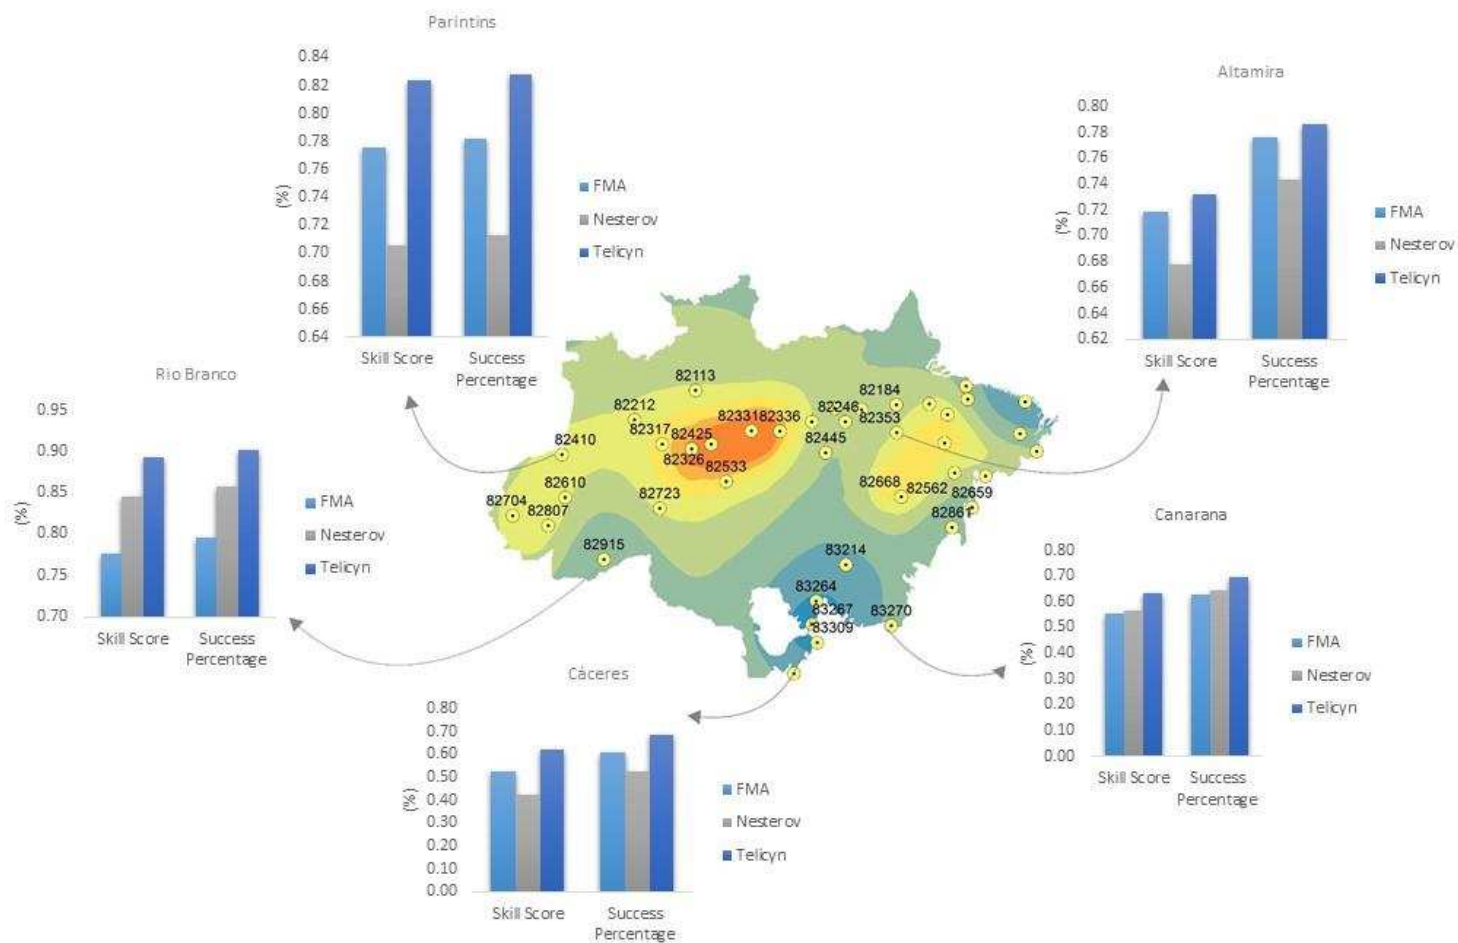 Parintins
0.84
0.82
0.80
0.78
0.76
0.74
0.72
0.70
0.68
0.66
0.64
(%)
Skill Score
Success
Percentage
FMA
Nesterov
Telicyn
Altamira
0.80
0.78
0.76
0.74
0.72
0.70
0.68
0.66
0.64
0.62
(%)
Skill Score
Success
Percentage
FMA
Nesterov
Telicyn
Rio Branco
0.95
0.90
0.85
0.80
0.75
0.70
(%)
Skill Score
Success
Percentage
FMA
Nesterov
Telicyn
82113
82212
82184
82317
82425
82331
82336
82246
82353
82410
82326
82445
82533
82610
82668
82562
82659
82704
82723
82807
82861
82915
83214
83264
83267
83270
83309
Canarana
0.80
0.70
0.60
0.50
0.40
0.30
0.20
0.10
0.00
(%)
Skill Score
Success
Percentage
FMA
Nesterov
Telicyn
Cáceres
0.80
0.70
0.60
0.50
0.40
0.30
0.20
0.10
0.00
(%)
Skill Score
Success
Percentage
FMA
Nesterov
Telicyn